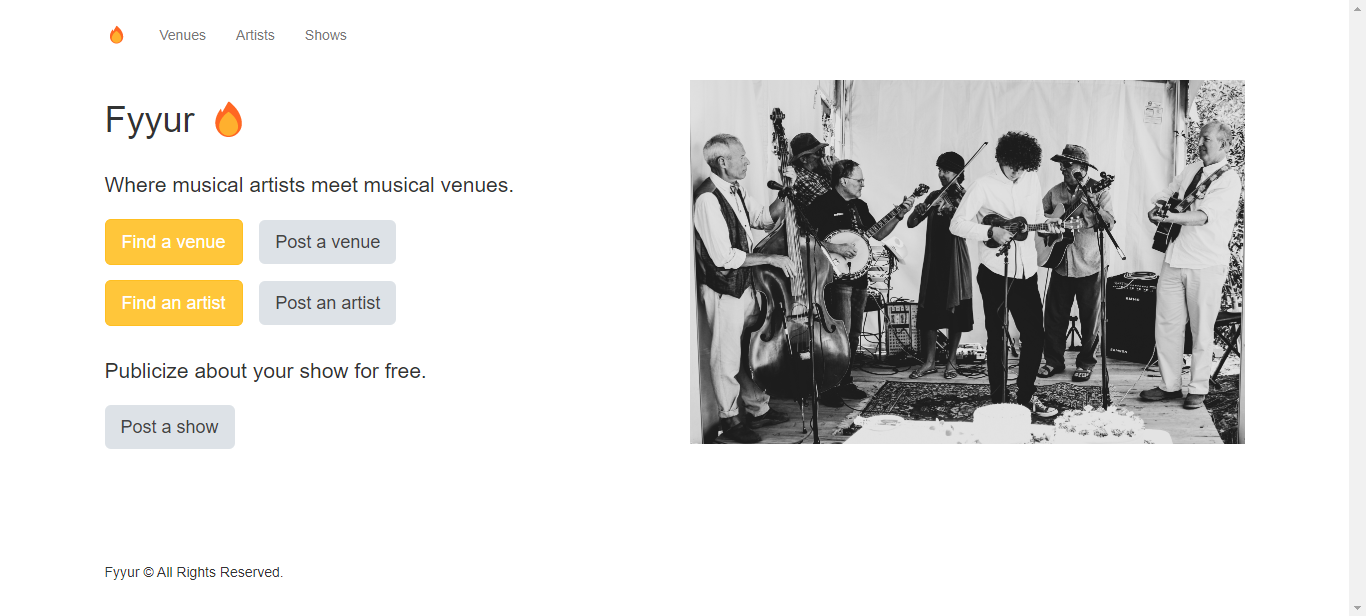 Venues Artists Shows
Fyyur
Where musical artists meet musical venues.
Find a venue Post a venue
Find an artist Post an artist
Publicize about your show for free.
Post a show
Fyyur © All Rights Reserved.